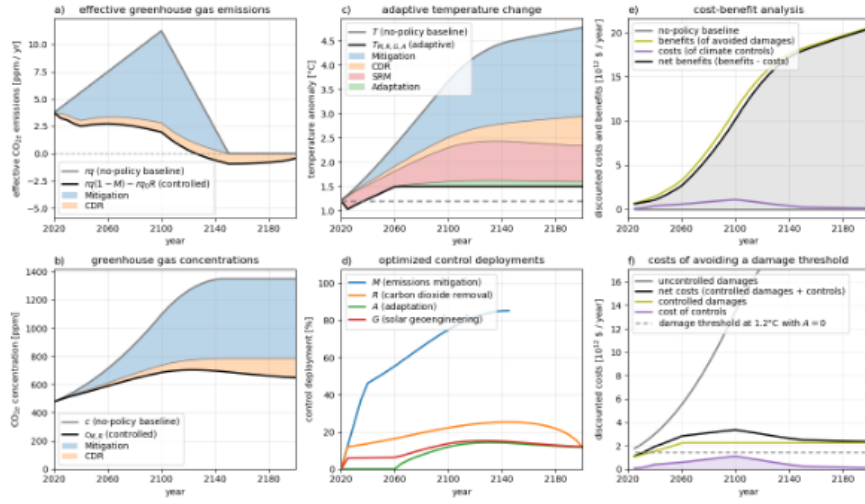 a) effective greenhouse gas emissions
effective CO2e emissions [ppm / yr]
10.0
7.5
5.0
2.5
0.0
−2.5
−5.0
rq (no-policy baseline)
rq(1 − M) − rq0R (controlled)
Mitigation
CDR
2020 2060 2100 2140 2180
year
c) adaptive temperature change
temperature anomaly [°C]
4.5
4.0
3.5
3.0
2.5
2.0
1.5
1.0
T (no-policy baseline)
TM,R,G,A (adaptive)
Mitigation
CDR
SRM
Adaptation
2020 2060 2100 2140 2180
year
e) cost-benefit analysis
discounted costs and benefits [10¹² $ / year]
20
15
10
5
0
no-policy baseline
benefits (of avoided damages)
costs (of climate controls)
net benefits (benefits - costs)
2020 2060 2100 2140 2180
year
b) greenhouse gas concentrations
CO2e concentration [ppm]
1400
1200
1000
800
600
400
200
0
c (no-policy baseline)
cM,R (controlled)
Mitigation
CDR
2020 2060 2100 2140 2180
year
d) optimized control deployments
control deployment [%]
100
80
60
40
20
0
M (emissions mitigation)
R (carbon dioxide removal)
A (adaptation)
G (solar geoengineering)
2020 2060 2100 2140 2180
year
f) costs of avoiding a damage threshold
discounted costs [10¹² $ / year]
16
14
12
10
8
6
4
2
0
uncontrolled damages
net costs (controlled damages + controls)
controlled damages
cost of controls
damage threshold at 1.2°C with A = 0
2020 2060 2100 2140 2180
year